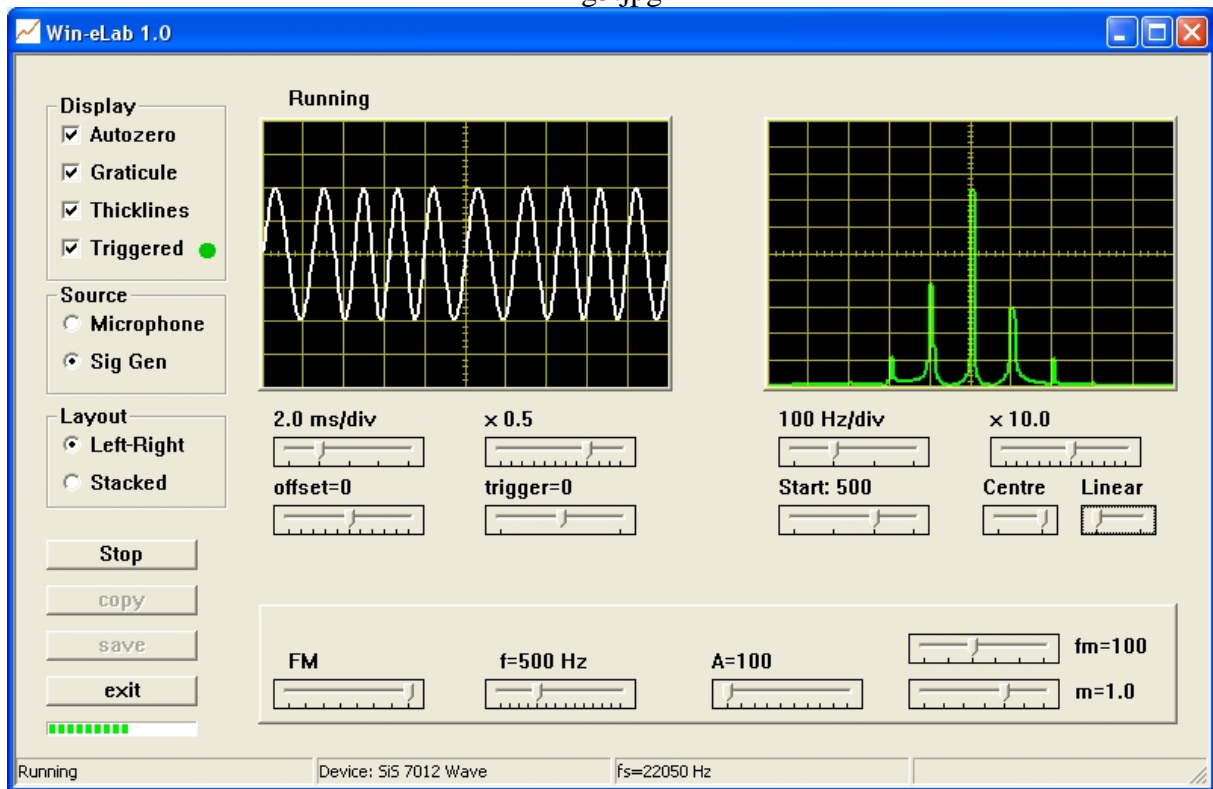 Win-eLab 1.0
Display
Autozero
Graticule
Thicklines
Triggered
Source
Microphone
Sig Gen
Layout
Left-Right
Stacked
Stop
copy
save
exit
Running
2.0 ms/div
× 0.5
offset=0
trigger=0
100 Hz/div
× 10.0
Start: 500
Centre
Linear
FM
f=500 Hz
A=100
fm=100
m=1.0
Running
Device: SiS 7012 Wave
fs=22050 Hz